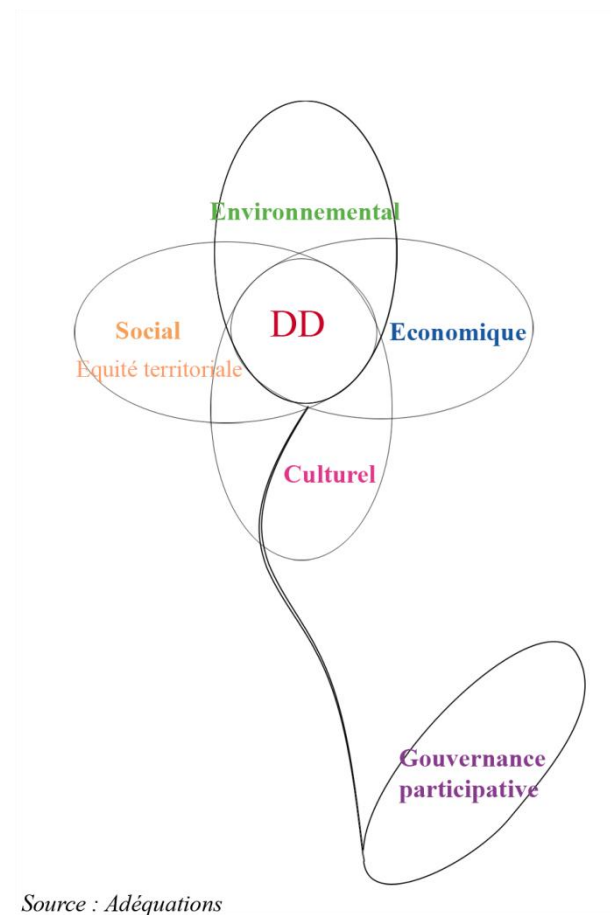 Environnemental
Social
DD
Economique
Equité territoriale
Culturel
Gouvernance
participative
Source : Adéquations